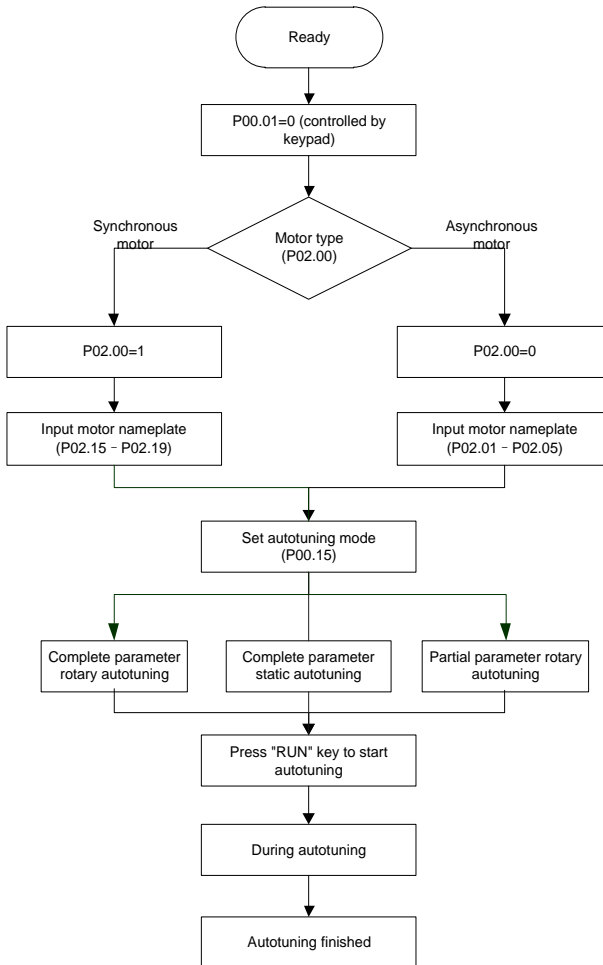 Ready
P00.01=0 (controlled by
keypad)
Synchronous
motor
Motor type
(P02.00)
Asynchronous
motor
P02.00=1
P02.00=0
Input motor nameplate
(P02.15﹣P02.19)
Input motor nameplate
(P02.01﹣P02.05)
Set autotuning mode
(P00.15)
Complete parameter
rotary autotuning
Complete parameter
static autotuning
Partial parameter rotary
autotuning
Press "RUN" key to start
autotuning
During autotuning
Autotuning finished